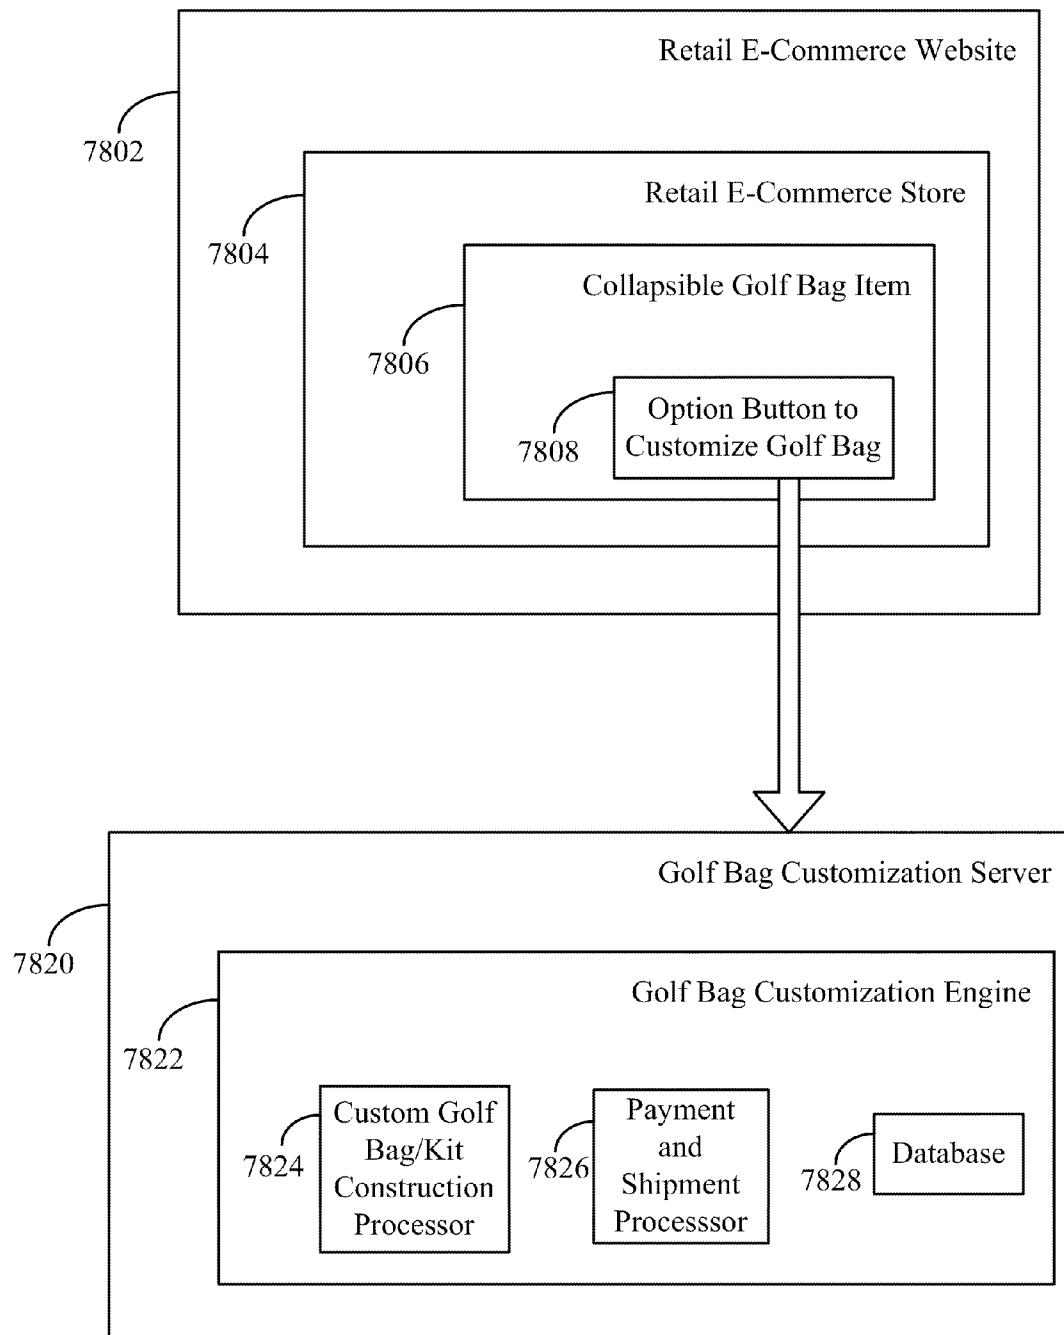 Retail E-Commerce Website
7802
Retail E-Commerce Store
7804
Collapsible Golf Bag Item
7806
Option Button to
Customize Golf Bag
7808
Golf Bag Customization Server
7820
Golf Bag Customization Engine
7822
Custom Golf
Bag/Kit
Construction
Processor
7824
Payment
and
Shipment
Processsor
7826
Database
7828